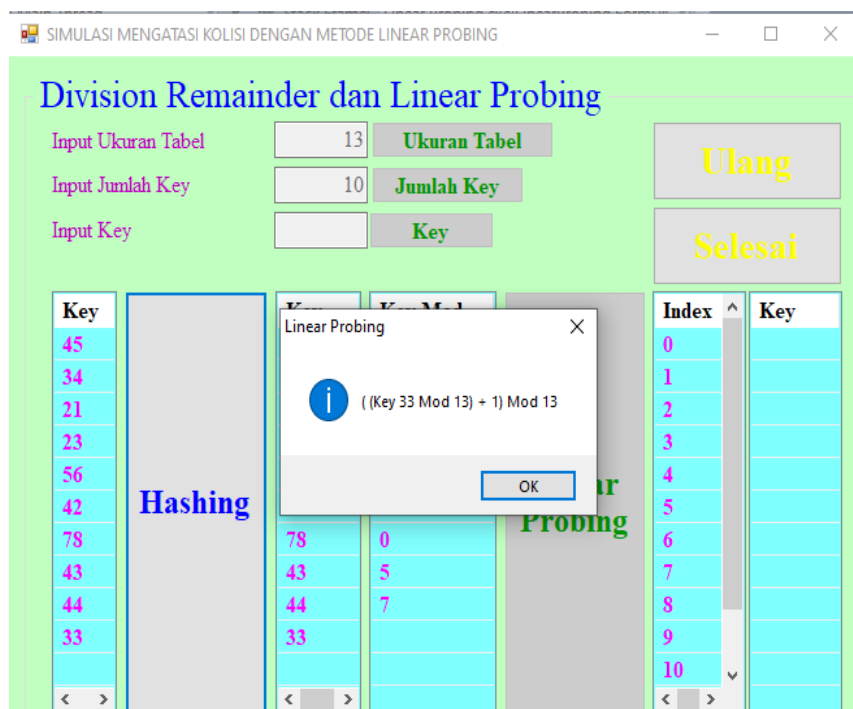 SIMULASI MENGATASI KOLISI DENGAN METODE LINEAR PROBING
Division Remainder dan Linear Probing
Input Ukuran Tabel 13 Ukuran Tabel
Input Jumlah Key 10 Jumlah Key
Input Key Key
Ulang
Selesai
Key
45
34
21
23
56
42
78
43
44
33
Hashing
Key Key Mod
78 0
43 5
44 7
33
Linear Probing
( (Key 33 Mod 13) + 1) Mod 13
OK
Probing
Index Key
0
1
2
3
4
5
6
7
8
9
10